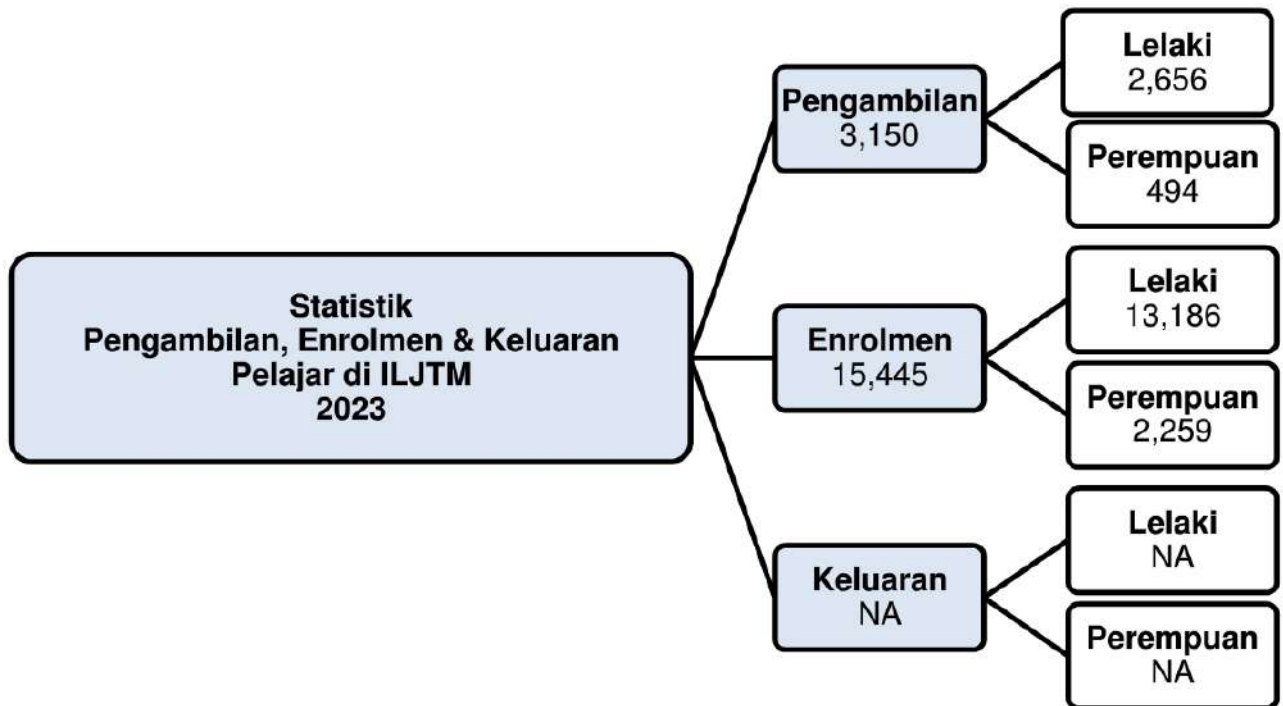 Statistik
Pengambilan, Enrolmen & Keluaran
Pelajar di ILJTM
2023
Pengambilan
3,150
Lelaki
2,656
Perempuan
494
Enrolmen
15,445
Lelaki
13,186
Perempuan
2,259
Keluaran
NA
Lelaki
NA
Perempuan
NA